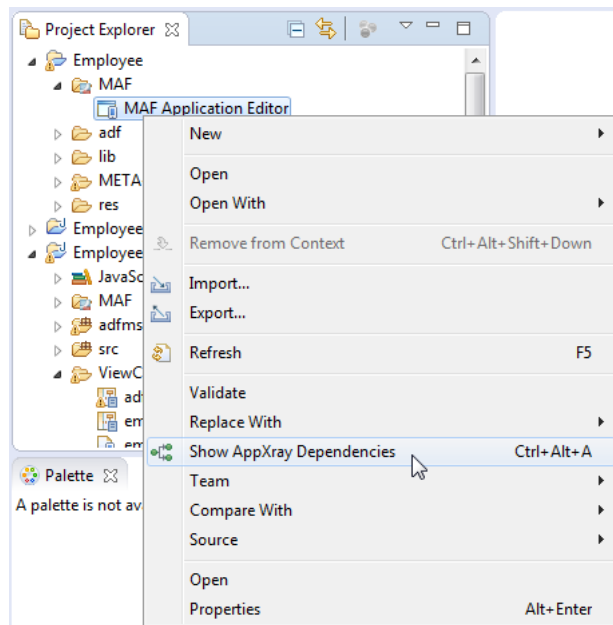 Project Explorer
Employee
MAF
MAF Application Editor
adf
lib
META
res
Employee
Employee
JavaSc
MAF
adfms
src
ViewC
ad
em
em
Palette
A palette is not av
New
Open
Open With
Remove from Context Ctrl+Alt+Shift+Down
Import...
Export...
Refresh F5
Validate
Replace With
Show AppXray Dependencies Ctrl+Alt+A
Team
Compare With
Source
Open
Properties Alt+Enter